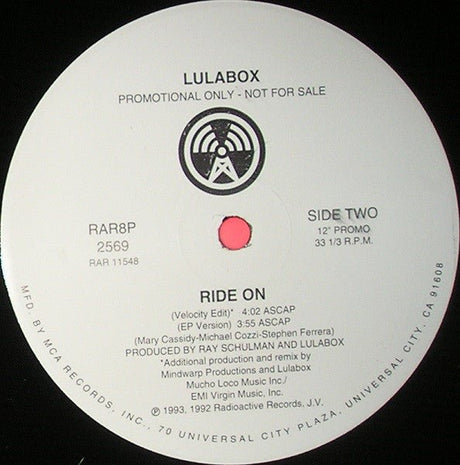 LULABOX
PROMOTIONAL ONLY - NOT FOR SALE
RAR8P
2569
RAR 11548
SIDE TWO
12" PROMO
33 1/3 R.P.M.
RIDE ON
(Velocity Edit)* 4:02 ASCAP
(EP Version) 3:55 ASCAP
(Mary Cassidy-Michael Cozzi-Stephen Ferrera)
PRODUCED BY RAY SCHULMAN AND LULABOX
*Additional production and remix by
Mindwarp Productions and Lulabox
Mucho Loco Music Inc./
EMI Virgin Music, Inc.
℗ 1993, 1992 Radioactive Records, J.V.
MFD. BY MCA RECORDS, INC., 70 UNIVERSAL CITY PLAZA, UNIVERSAL CITY, CA 91608